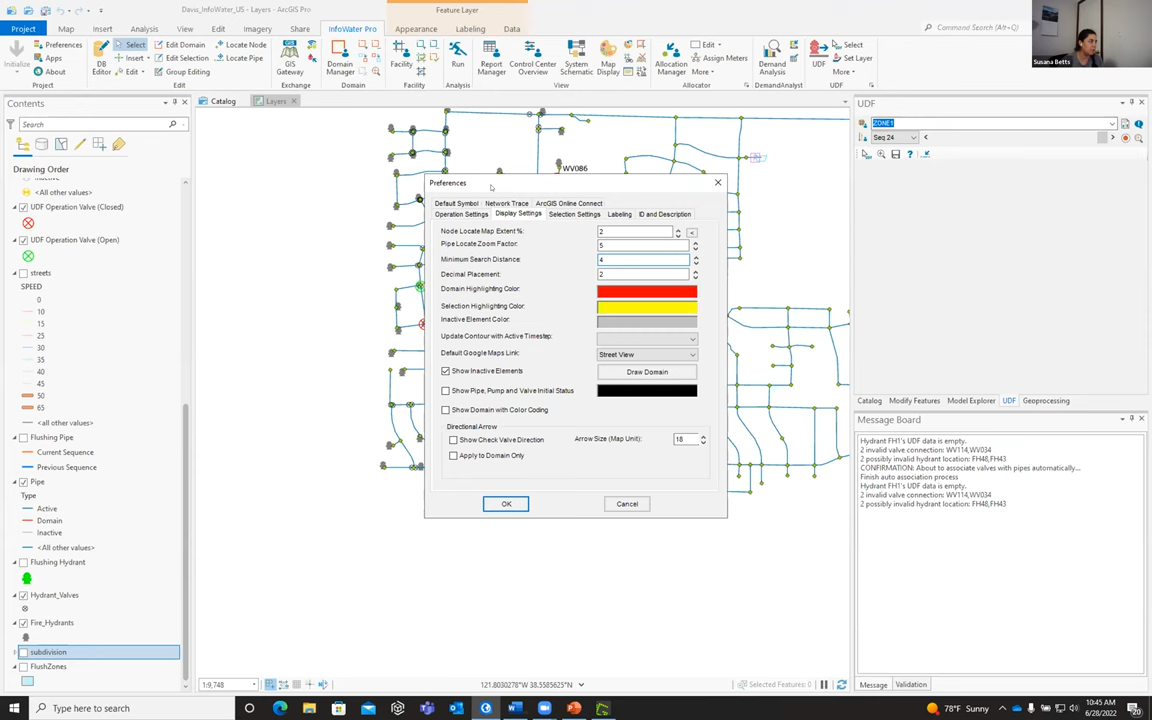 Davis_InfoWater_US - Layers - ArcGIS Pro
Feature Layer
Project Map Insert Analysis View Edit Imagery Share InfoWater Pro Appearance Labeling Data
Command Search (Alt+Q)
Initialize
Preferences
Apps
About
Project
DB Editor
Select
Insert
Edit
Edit Domain
Edit Selection
Group Editing
Locate Node
Locate Pipe
Edit
GIS Gateway
Exchange
Domain Manager
Domain
Facility
Facility
Run
Run
Report Manager
Control Center Overview
System Schematic
Map Display
View
Allocation Manager
Edit
Assign Meters
More
Allocator
Demand Analysis
DemandAnalyst
UDF
Select
Set Layer
More
UDF
Susana Betts
Contents
Search
Drawing Order
Inactive
<All other values>
UDF Operation Valve (Closed)
UDF Operation Valve (Open)
streets
SPEED
0
10
15
25
30
35
40
45
50
65
<all other values>
Flushing Pipe
Current Sequence
Previous Sequence
Pipe
Type
Active
Domain
Inactive
<All other values>
Flushing Hydrant
Hydrant_Valves
Fire_Hydrants
subdivision
FlushZones
Catalog
Layers
WV086
Preferences
Default Symbol Network Trace ArcGIS Online Connect
Operation Settings Display Settings Selection Settings Labeling ID and Description
Node Locate Map Extent %: 2 <
Pipe Locate Zoom Factor: 5
Minimum Search Distance: 4
Decimal Placement: 2
Domain Highlighting Color:
Selection Highlighting Color:
Inactive Element Color:
Update Contour with Active Timestep:
Default Google Maps Link: Street View
Show Inactive Elements Draw Domain
Show Pipe, Pump and Valve Initial Status
Show Domain with Color Coding
Directional Arrow
Show Check Valve Direction Arrow Size (Map Unit): 18
Apply to Domain Only
OK Cancel
1:9,748
121.8030278°W 38.5585625°N
Selected Features: 0
UDF
ZONE1
Seq 24
Catalog Modify Features Model Explorer UDF Geoprocessing
Message Board
Hydrant FH1's UDF data is empty.
2 invalid valve connection: WV114,WV034
2 possibly invalid hydrant location: FH48,FH43
CONFIRMATION: About to associate valves with pipes automatically...
Finish auto association process
Hydrant FH1's UDF data is empty.
2 invalid valve connection: WV114,WV034
2 possibly invalid hydrant location: FH48,FH43
Message Validation
Type here to search
78°F Sunny
10:45 AM
6/28/2022
20